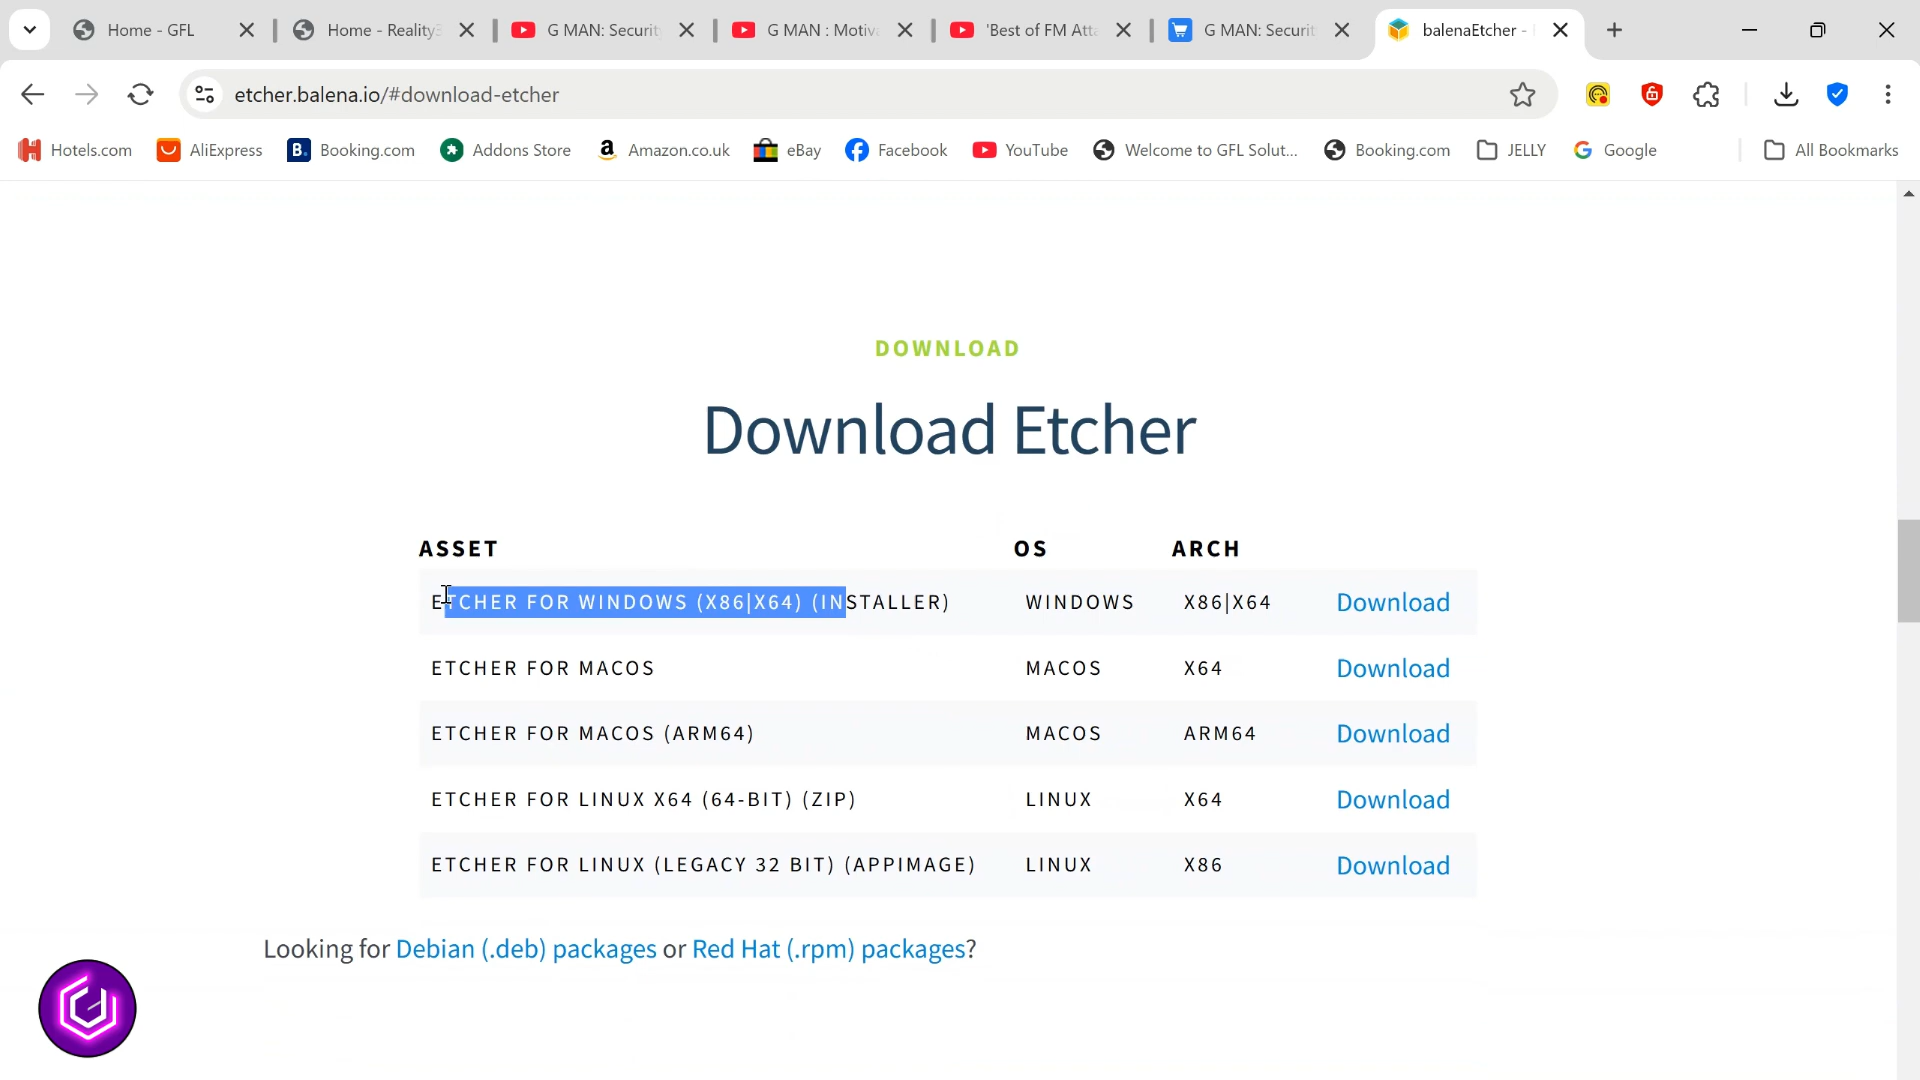 Home - GFL
Home - Reality3
G MAN: Securit
G MAN : Motiva
'Best of FM Atta
G MAN: Securit
balenaEtcher -
etcher.balena.io/#download-etcher
Hotels.com
AliExpress
B. Booking.com
Addons Store
a Amazon.co.uk
eBay
Facebook
YouTube
Welcome to GFL Solut...
Booking.com
JELLY
Google
All Bookmarks
DOWNLOAD
Download Etcher
ASSET OS ARCH
ETCHER FOR WINDOWS (X86|X64) (INSTALLER) WINDOWS X86|X64 Download
ETCHER FOR MACOS MACOS X64 Download
ETCHER FOR MACOS (ARM64) MACOS ARM64 Download
ETCHER FOR LINUX X64 (64-BIT) (ZIP) LINUX X64 Download
ETCHER FOR LINUX (LEGACY 32 BIT) (APPIMAGE) LINUX X86 Download
Looking for Debian (.deb) packages or Red Hat (.rpm) packages?